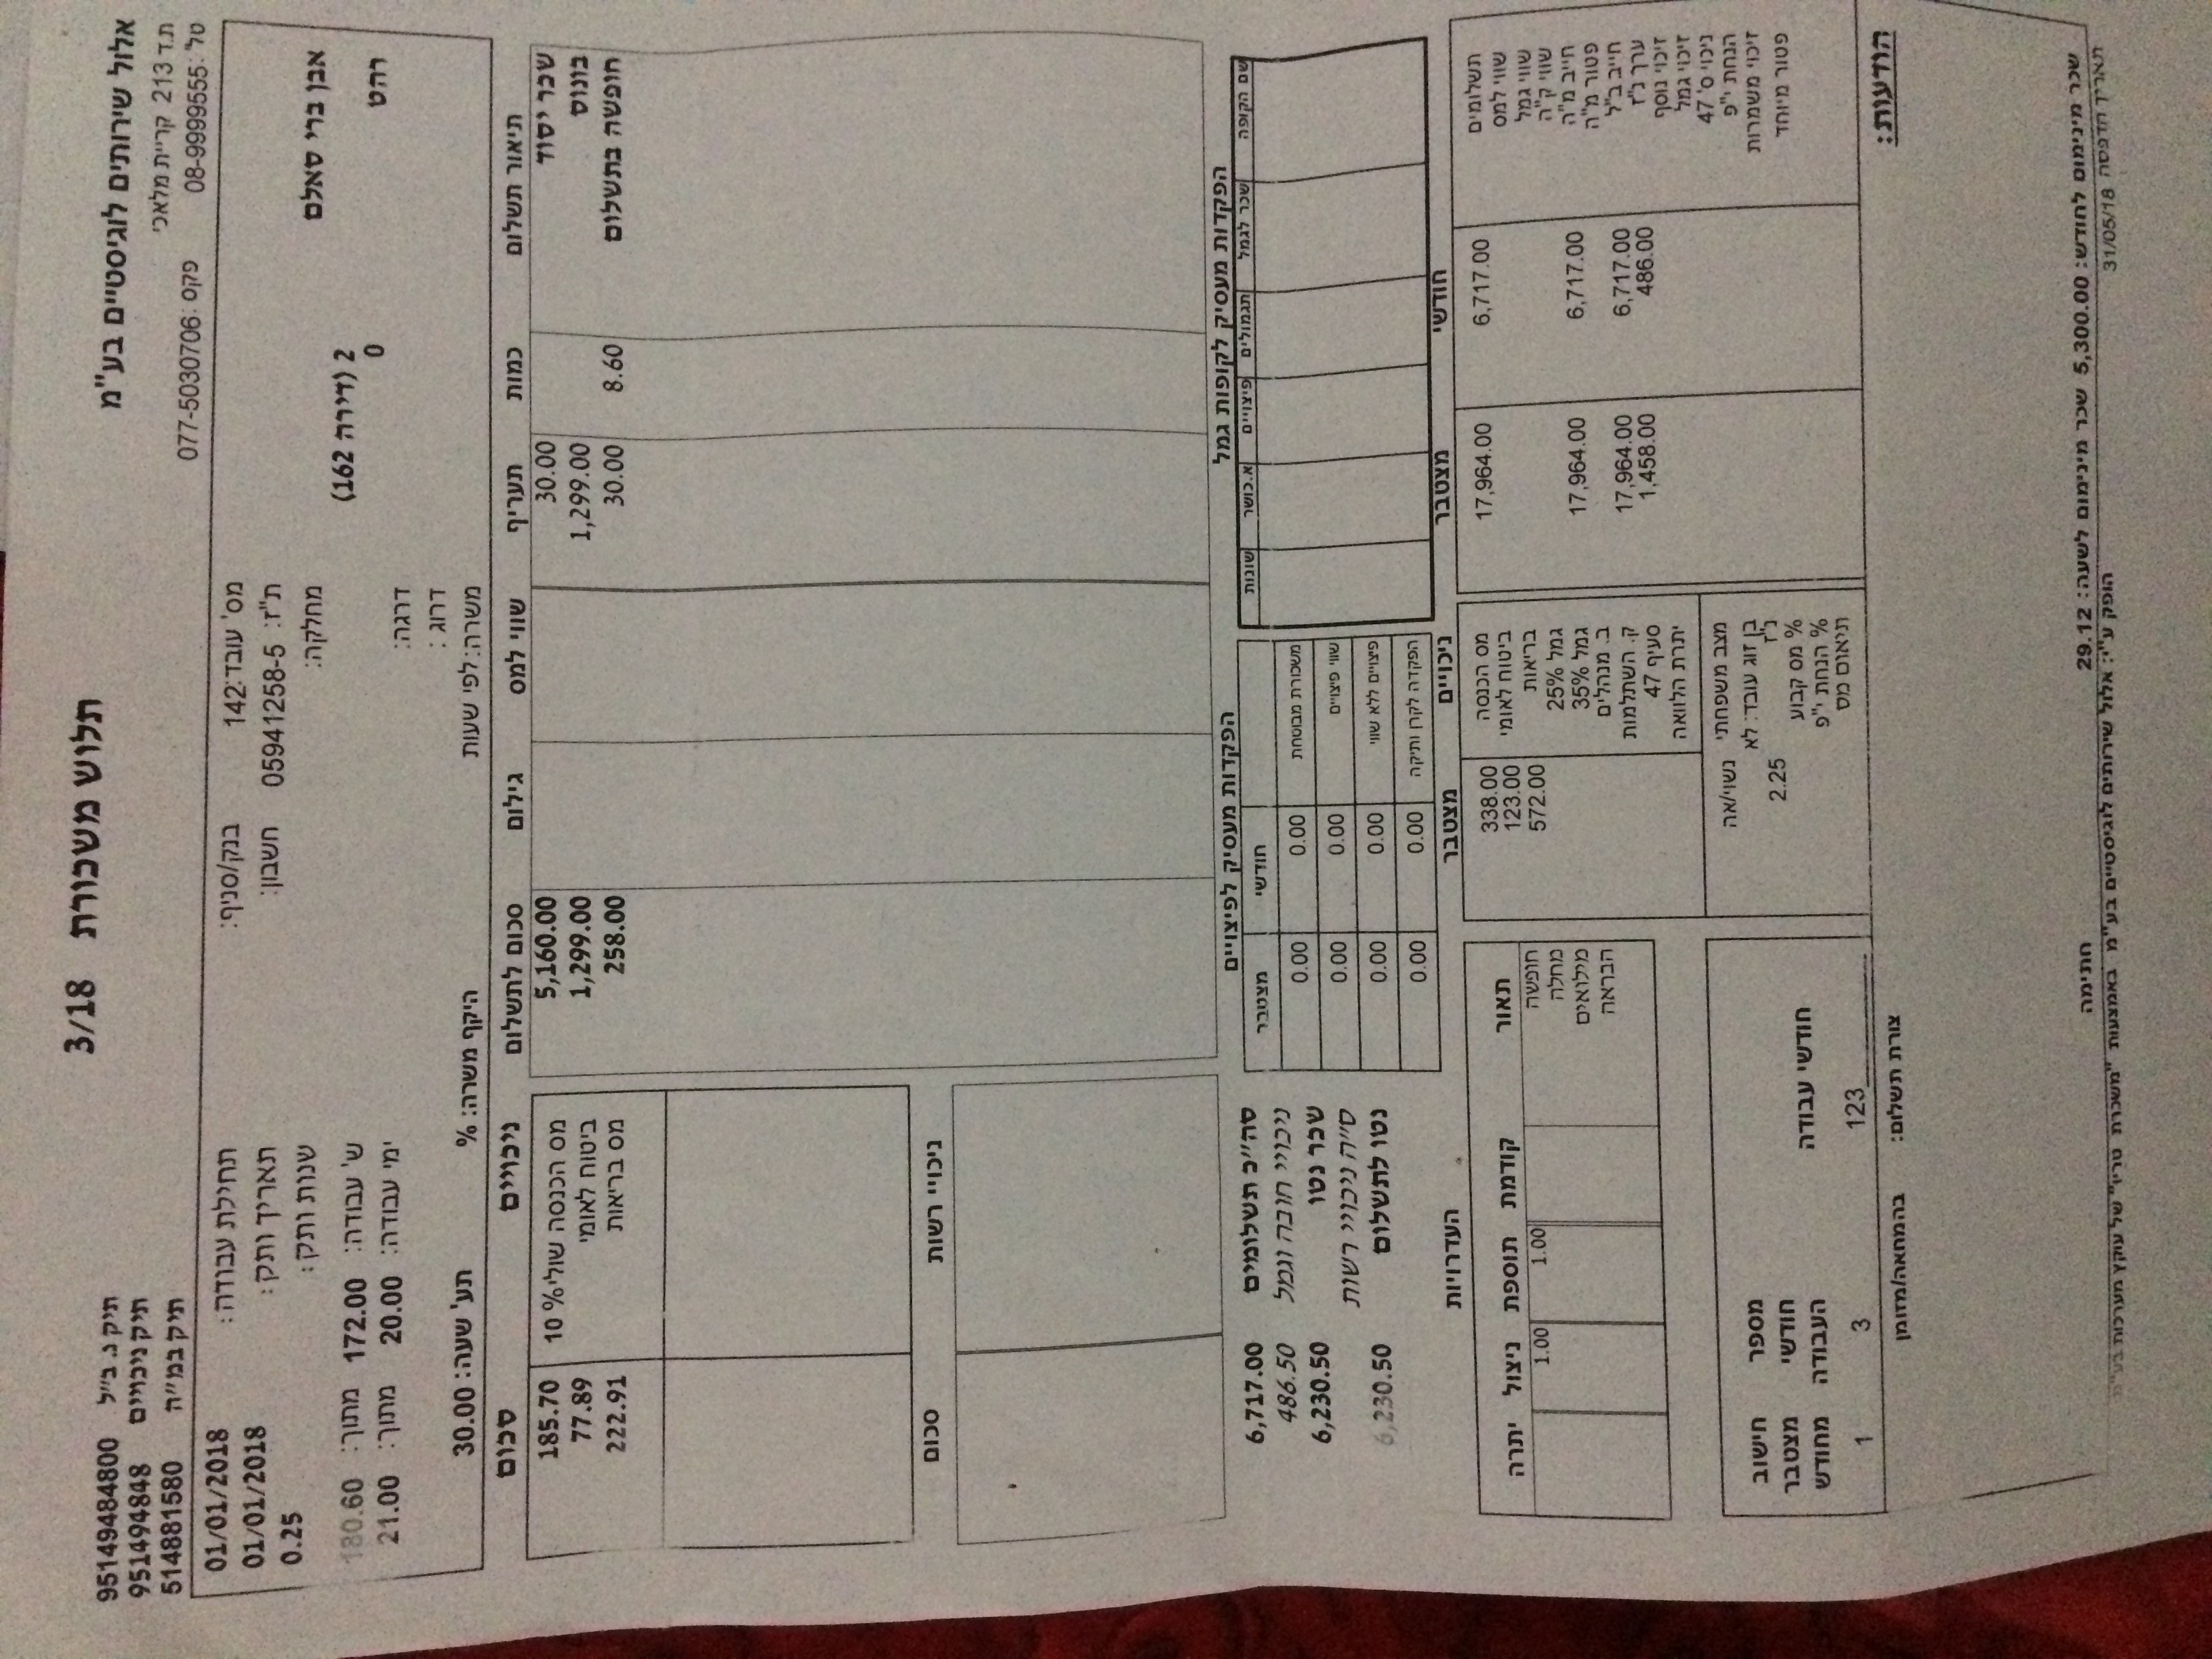 תלוש משכורת 3/18
אלול שירותים לוגיסטיים בע"מ
ת.ד 213 קריית מלאכי
טל: 08-9999555 פקס: 077-5030706
תיק נ. ב"ל 95149484800
תיק ניכויים 951494848
תיק במ"ה 514881580
מס' עובד: 142 בנק/סניף: תחילת עבודה: 01/01/2018
ת"ז: 05941258-5 חשבון: תאריך ותק: 01/01/2018
אבן ברי סאלם מחלקה: שנות ותק: 0.25
2 (דירה 162)
0
רהט
ש' עבודה: 172.00 מתוך: 180.60
דרגה: ימי עבודה: 20.00 מתוך: 21.00
דרוג:
משרה: לפי שעות היקף משרה: % תע' שעה: 30.00
תיאור תשלום כמות תעריף שווי למס גילום סכום לתשלום ניכויים סכום
שכר יסוד 30.00 5,160.00 מס הכנסה שולי% 10 185.70
בונוס 1,299.00 1,299.00 ביטוח לאומי 77.89
חופשה בתשלום 8.60 30.00 258.00 מס בריאות 222.91
ניכויי רשות סכום
הפקדות מעסיק לקופות גמל
שם הקופה שכר לגמל תגמולים פיצויים א.כושר שונות
הפקדות מעסיק לפיצויים
חודשי מצטבר
משכורת מבוטחת 0.00 0.00
שווי פיצויים 0.00 0.00
פיצויים ללא שווי 0.00 0.00
הפקדה לקרן ותיקה 0.00 0.00
סה"כ תשלומים 6,717.00
ניכויי חובה וגמל 486.50
שכר נטו 6,230.50
ס"ה ניכויי רשות
נטו לתשלום 6,230.50
חודשי מצטבר
תשלומים 6,717.00 17,964.00
שווי למס
שווי גמל
שווי ק"ה
חייב מ"ה 6,717.00 17,964.00
פטור מ"ה
חייב ב"ל 6,717.00 17,964.00
ערך נ"ז 486.00 1,458.00
זיכוי נוסף
זיכוי גמל
ניכוי ס' 47
הנחת י"פ
זיכוי משמרות
פטור מיוחד
ניכויים מצטבר
מס הכנסה 338.00
ביטוח לאומי 123.00
בריאות 572.00
גמל 25%
גמל 35%
ב. מנהלים
ק. השתלמות
סעיף 47
יתרת הלוואה
מצב משפחתי נשוי/אה
בן זוג עובד: לא
נ"ז 2.25
% מס קבוע
% הנחת י"פ
תיאום מס
העדרויות
תאור קודמת תוספת ניצול יתרה
חופשה 1.00 1.00
מחלה
מילואים
הבראה
חודשי עבודה מספר חודשי העבודה חישוב מצטבר מחודש
123 3 1
הודעות:
צורת תשלום: בהמחאה/מזומן
שכר מינימום לחודש: 5,300.00 שכר מינימום לשעה: 29.12 חתימה
תאריך הדפסה 31/05/18 הופק ע"י: אלול שירותים לוגיסטיים בע"מ באמצעות